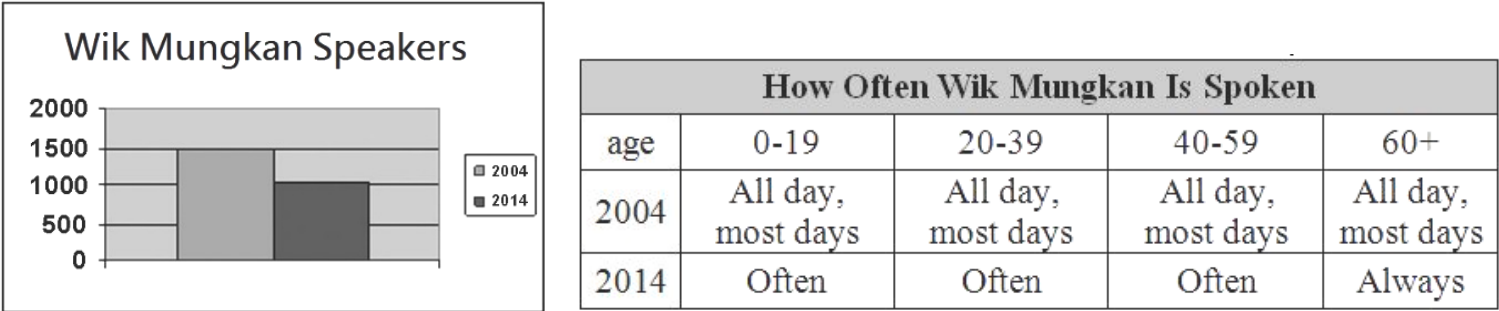 Wik Mungkan Speakers
2000
1500
1000
500
0
2004
2014
How Often Wik Mungkan Is Spoken
age 0-19 20-39 40-59 60+
2004 All day, most days All day, most days All day, most days All day, most days
2014 Often Often Often Always